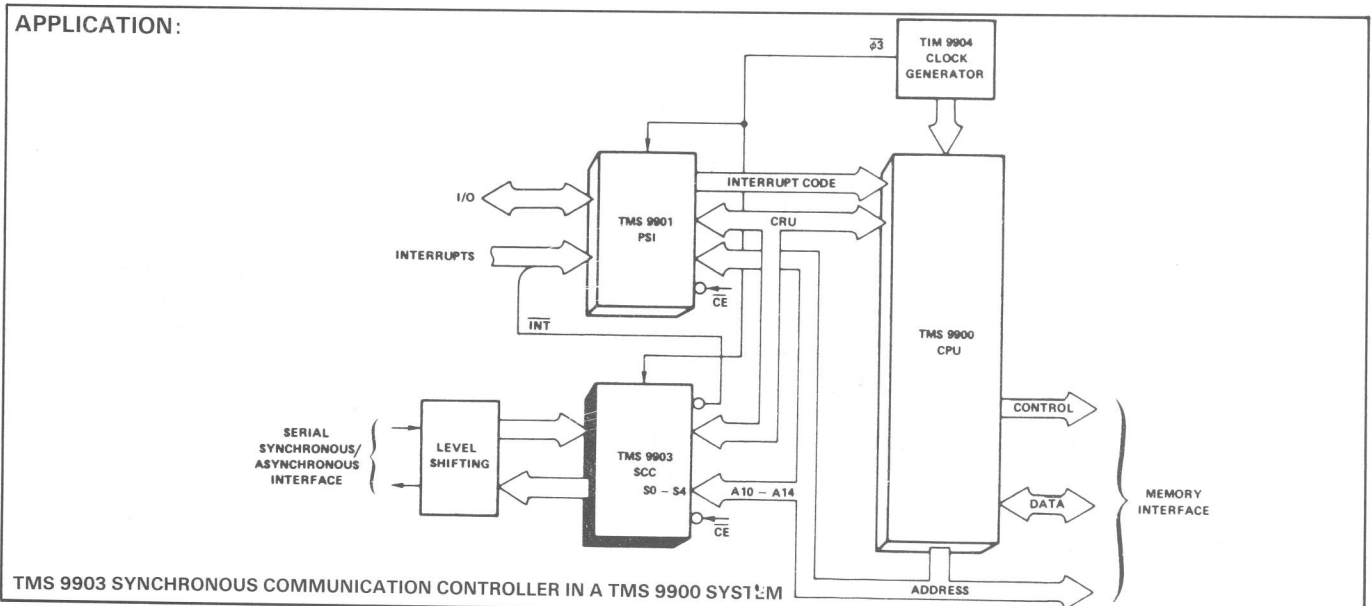 APPLICATION:
φ3
TIM 9904
CLOCK
GENERATOR
I/O
INTERRUPTS
TMS 9901
PSI
INTERRUPT CODE
CRU
CE
INT
TMS 9900
CPU
SERIAL
SYNCHRONOUS/
ASYNCHRONOUS
INTERFACE
LEVEL
SHIFTING
TMS 9903
SCC
S0 – S4
A10 – A14
CE
CONTROL
DATA
MEMORY
INTERFACE
ADDRESS
TMS 9903 SYNCHRONOUS COMMUNICATION CONTROLLER IN A TMS 9900 SYSTEM